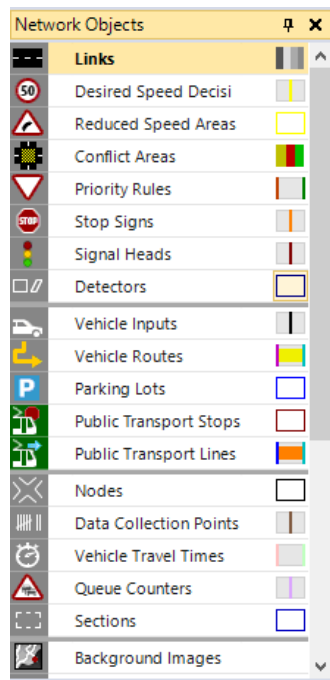 Network Objects
Links
50 Desired Speed Decisi
Reduced Speed Areas
Conflict Areas
Priority Rules
STOP Stop Signs
Signal Heads
Detectors
Vehicle Inputs
Vehicle Routes
P Parking Lots
Public Transport Stops
Public Transport Lines
Nodes
Data Collection Points
Vehicle Travel Times
Queue Counters
Sections
Background Images